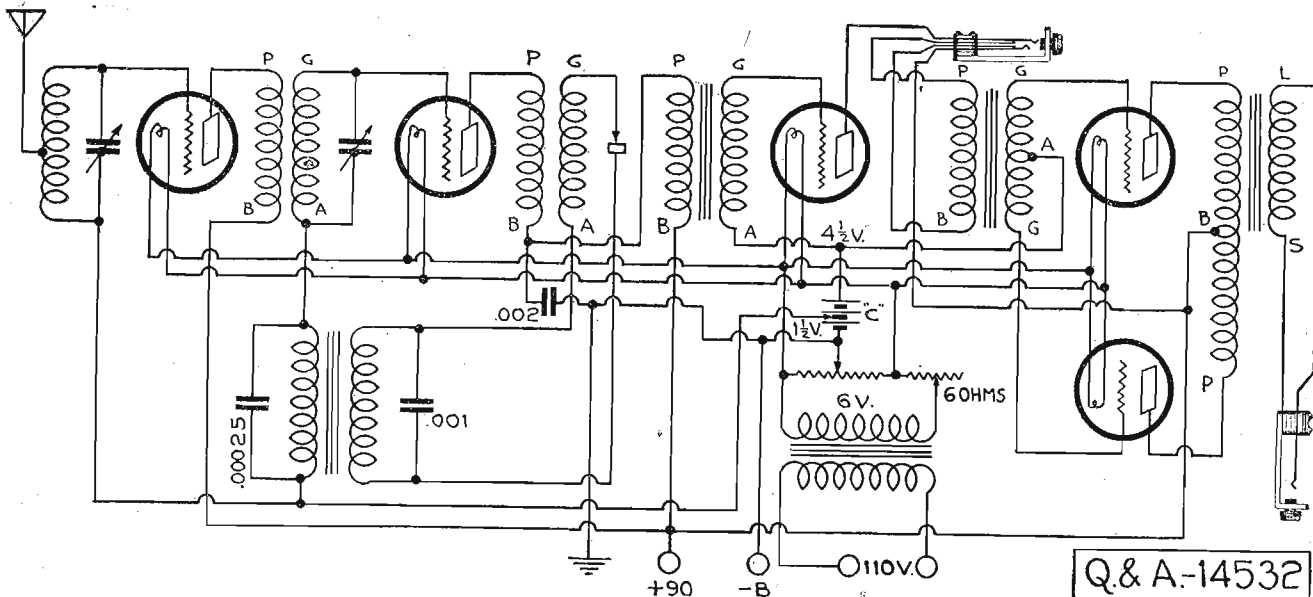 P G P G P G P G P L
A
B A B A B A B G B S
4½V.
.002 "C"
1½V.
P
6V. 6 OHMS
.00025 .001
110V.
+90 -B
Q. & A.-14532